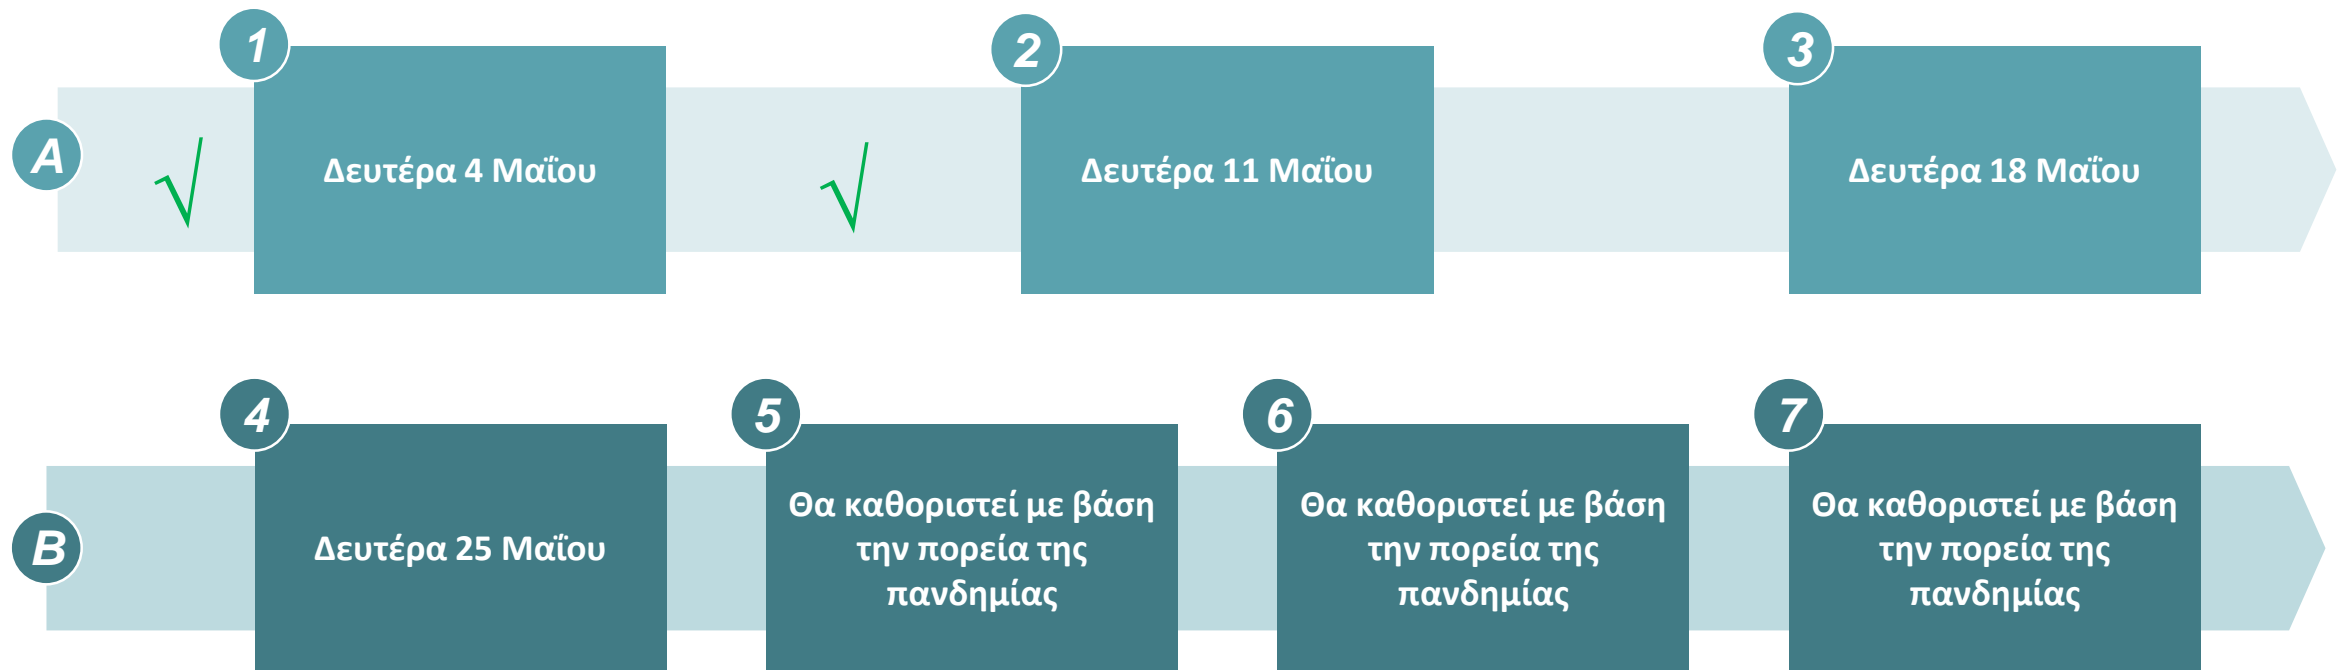 1
2
3
A
√
Δευτέρα 4 Μαΐου
√
Δευτέρα 11 Μαΐου
Δευτέρα 18 Μαΐου
4
5
6
7
B
Δευτέρα 25 Μαΐου
Θα καθοριστεί με βάση
την πορεία της
πανδημίας
Θα καθοριστεί με βάση
την πορεία της
πανδημίας
Θα καθοριστεί με βάση
την πορεία της
πανδημίας